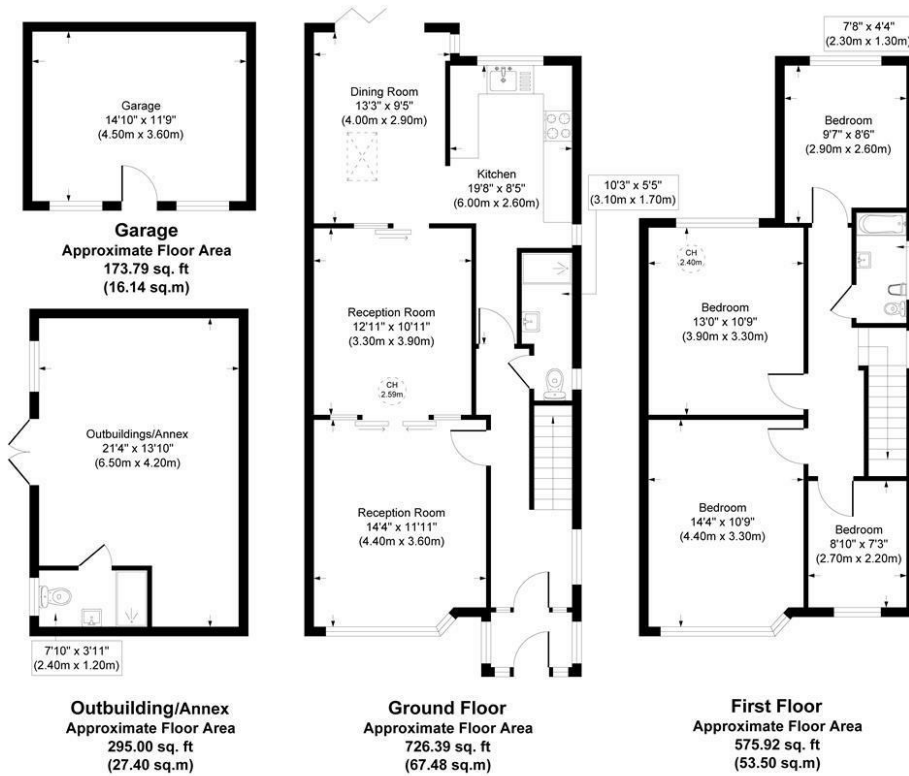 Garage
14'10" x 11'9"
(4.50m x 3.60m)
Garage
Approximate Floor Area
173.79 sq. ft
(16.14 sq.m)
Outbuildings/Annex
21'4" x 13'10"
(6.50m x 4.20m)
7'10" x 3'11"
(2.40m x 1.20m)
Outbuilding/Annex
Approximate Floor Area
295.00 sq. ft
(27.40 sq.m)
Dining Room
13'3" x 9'5"
(4.00m x 2.90m)
Kitchen
19'8" x 8'5"
(6.00m x 2.60m)
10'3" x 5'5"
(3.10m x 1.70m)
Reception Room
12'11" x 10'11"
(3.30m x 3.90m)
CH
2.59m
Reception Room
14'4" x 11'11"
(4.40m x 3.60m)
Ground Floor
Approximate Floor Area
726.39 sq. ft
(67.48 sq.m)
7'8" x 4'4"
(2.30m x 1.30m)
Bedroom
9'7" x 8'6"
(2.90m x 2.60m)
CH
2.40m
Bedroom
13'0" x 10'9"
(3.90m x 3.30m)
Bedroom
14'4" x 10'9"
(4.40m x 3.30m)
Bedroom
8'10" x 7'3"
(2.70m x 2.20m)
First Floor
Approximate Floor Area
575.92 sq. ft
(53.50 sq.m)